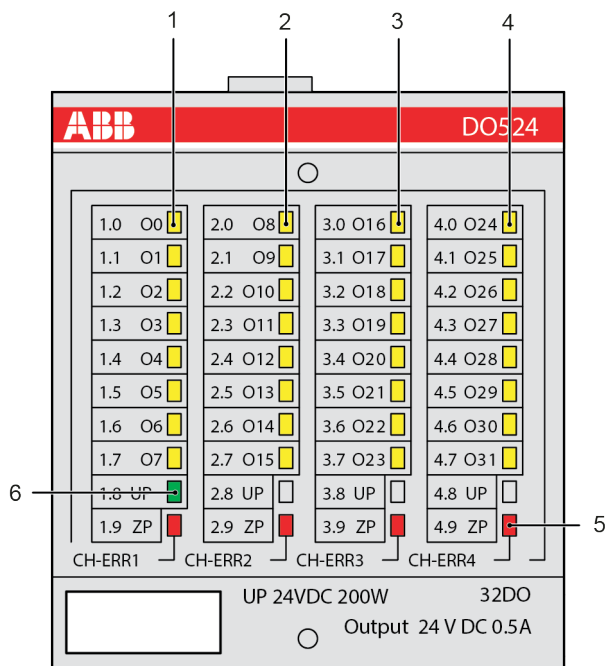 1 2 3 4
ABB DO524
1.0 O0 2.0 O8 3.0 O16 4.0 O24
1.1 O1 2.1 O9 3.1 O17 4.1 O25
1.2 O2 2.2 O10 3.2 O18 4.2 O26
1.3 O3 2.3 O11 3.3 O19 4.3 O27
1.4 O4 2.4 O12 3.4 O20 4.4 O28
1.5 O5 2.5 O13 3.5 O21 4.5 O29
1.6 O6 2.6 O14 3.6 O22 4.6 O30
1.7 O7 2.7 O15 3.7 O23 4.7 O31
6 1.8 UP 2.8 UP 3.8 UP 4.8 UP
1.9 ZP 2.9 ZP 3.9 ZP 4.9 ZP 5
CH-ERR1 CH-ERR2 CH-ERR3 CH-ERR4
UP 24VDC 200W 32DO
Output 24 V DC 0.5A